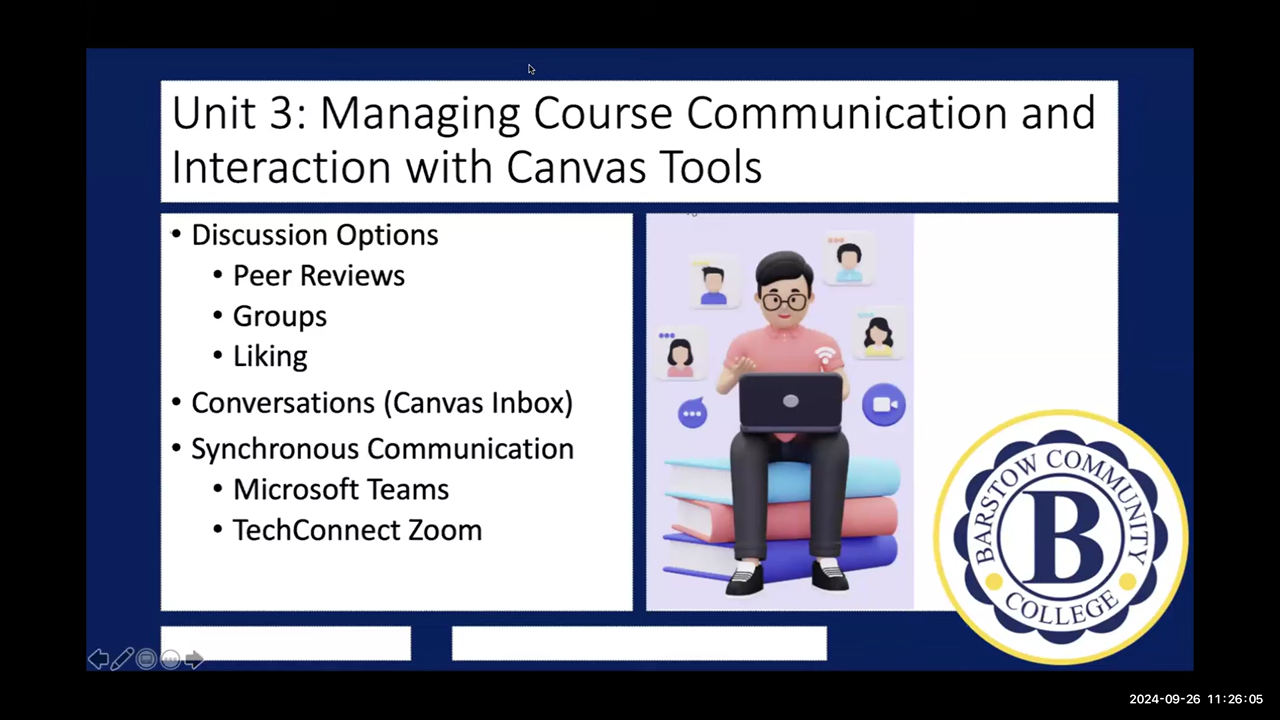 Unit 3: Managing Course Communication and
Interaction with Canvas Tools
• Discussion Options
• Peer Reviews
• Groups
• Liking
• Conversations (Canvas Inbox)
• Synchronous Communication
• Microsoft Teams
• TechConnect Zoom
BARSTOW COMMUNITY
B
COLLEGE
2024-09-26 11:26:05